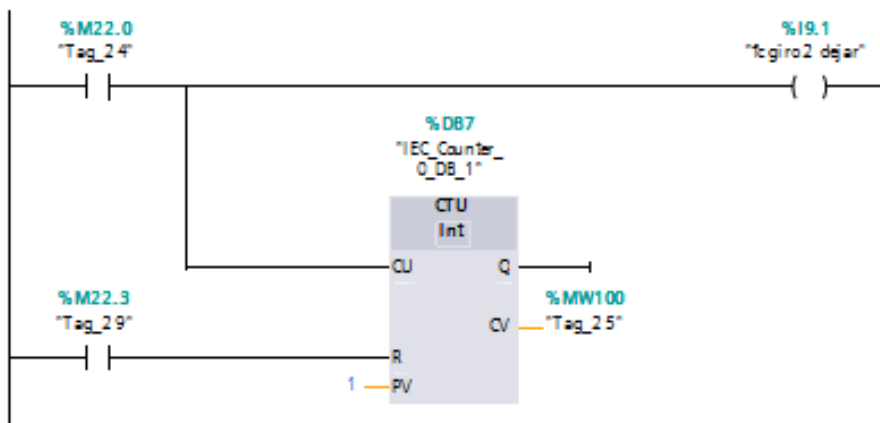 %M22.0
"Tag_24"
%I9.1
"fcgiro2 dejar"
%DB7
"IEC_Counter_
0_DB_1"
CTU
Int
CU
Q
%M22.3
"Tag_29"
%MW100
CV
"Tag_25"
R
1
PV